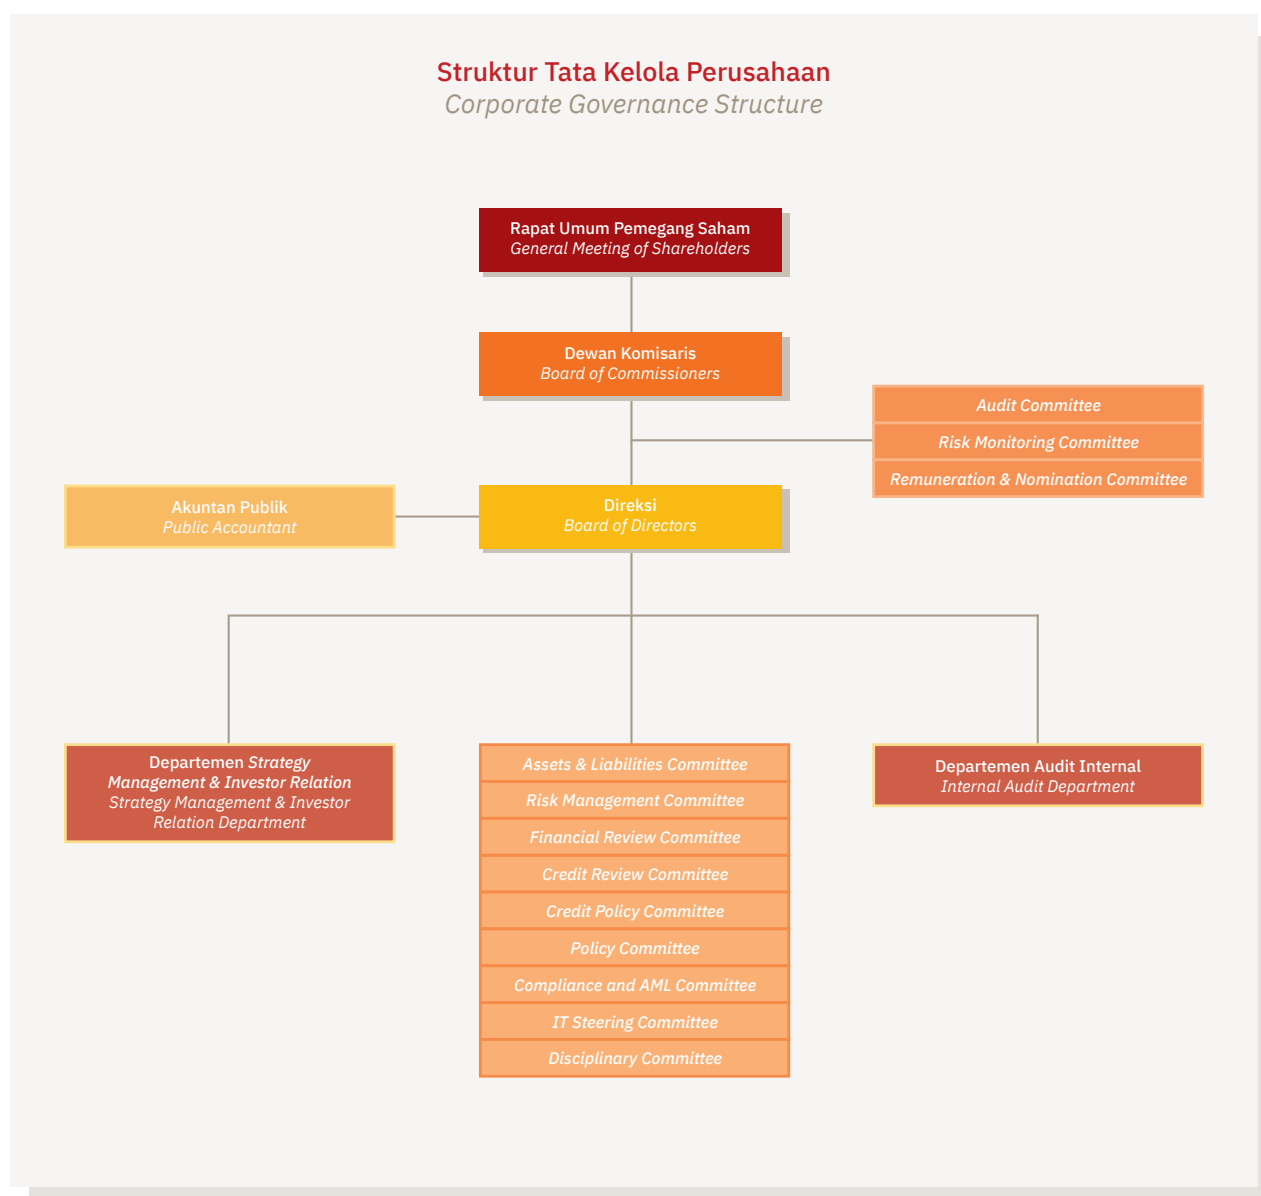 Struktur Tata Kelola Perusahaan
Corporate Governance Structure
Rapat Umum Pemegang Saham
General Meeting of Shareholders
Dewan Komisaris
Board of Commissioners
Audit Committee
Risk Monitoring Committee
Remuneration & Nomination Committee
Akuntan Publik
Public Accountant
Direksi
Board of Directors
Departemen Strategy
Management & Investor Relation
Strategy Management & Investor
Relation Department
Assets & Liabilities Committee
Risk Management Committee
Financial Review Committee
Credit Review Committee
Credit Policy Committee
Policy Committee
Compliance and AML Committee
IT Steering Committee
Disciplinary Committee
Departemen Audit Internal
Internal Audit Department